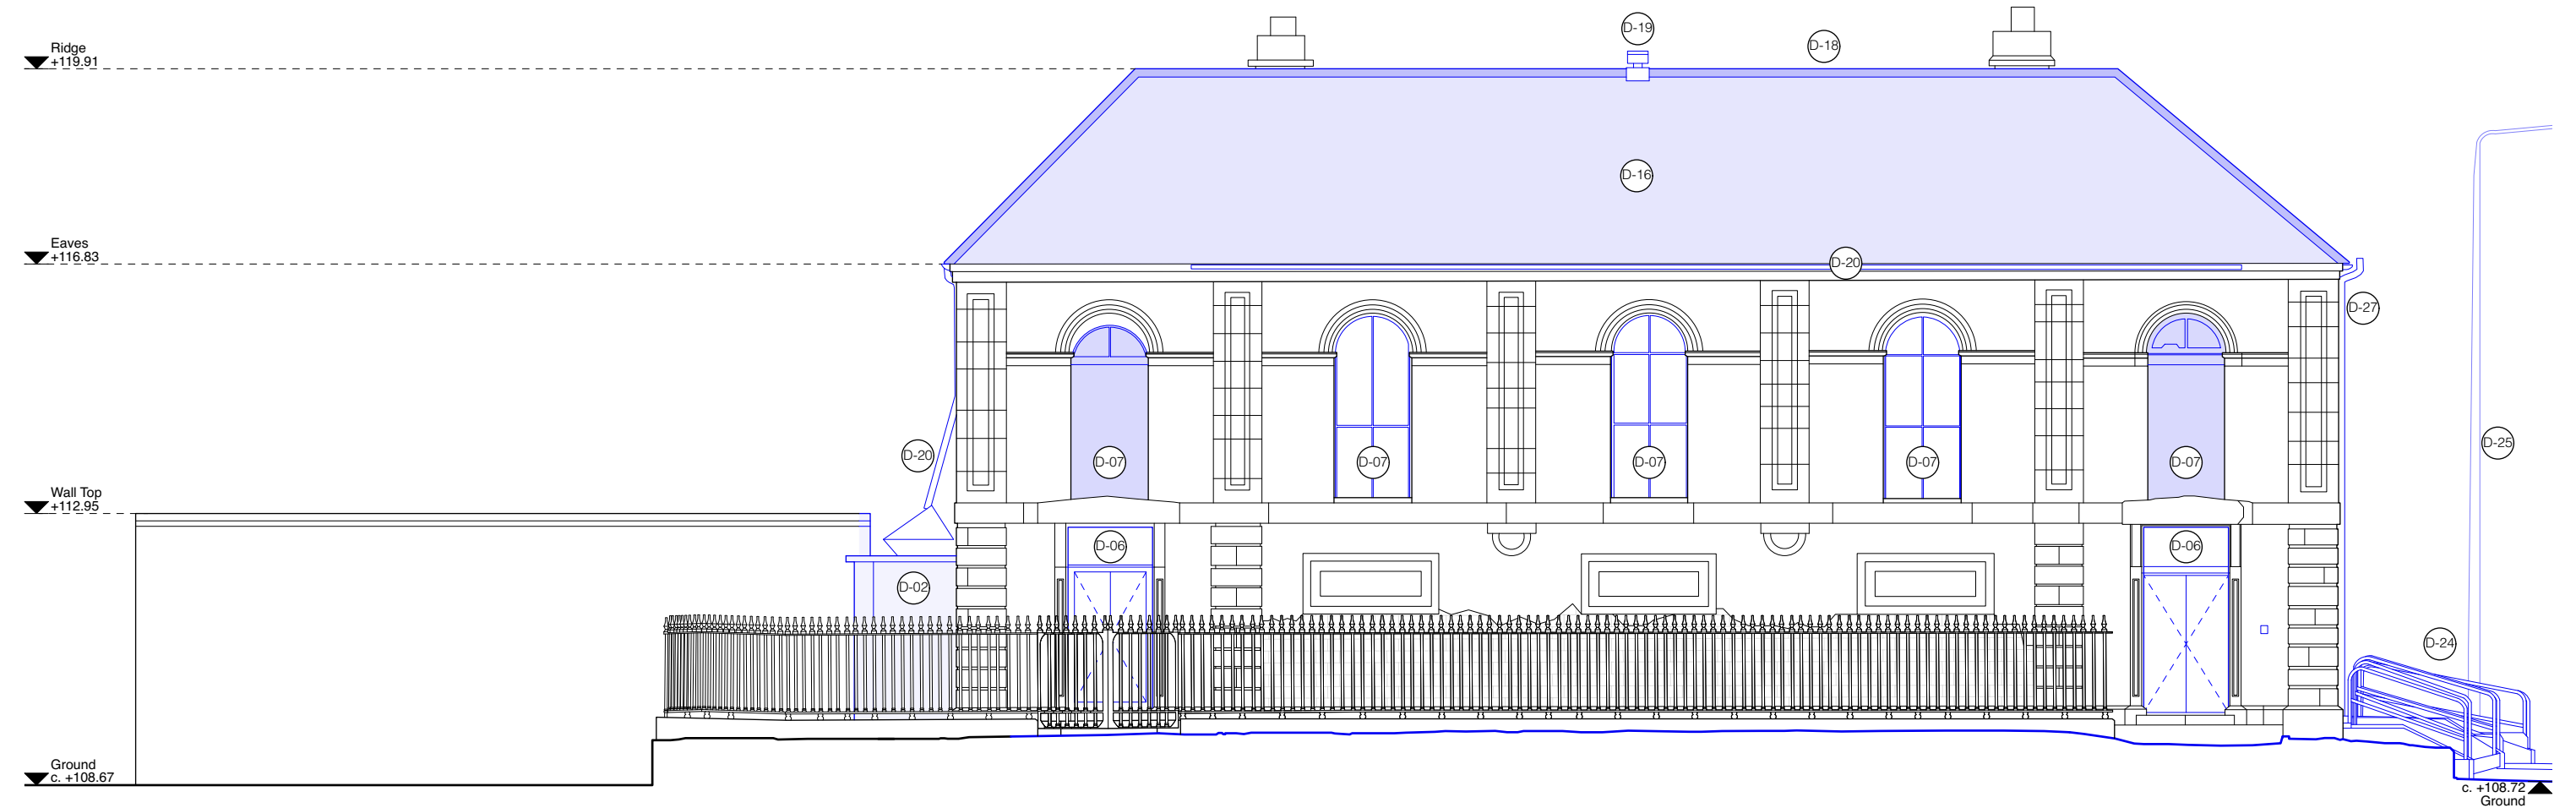 D-19
D-18
Ridge
+119.91
D-16
Eaves
+116.83
D-20
D-27
D-25
D-20
D-07
D-07
D-07
D-07
D-07
Wall Top
+112.95
D-06
D-06
D-02
D-24
Ground
c. +108.67
c. +108.72
Ground